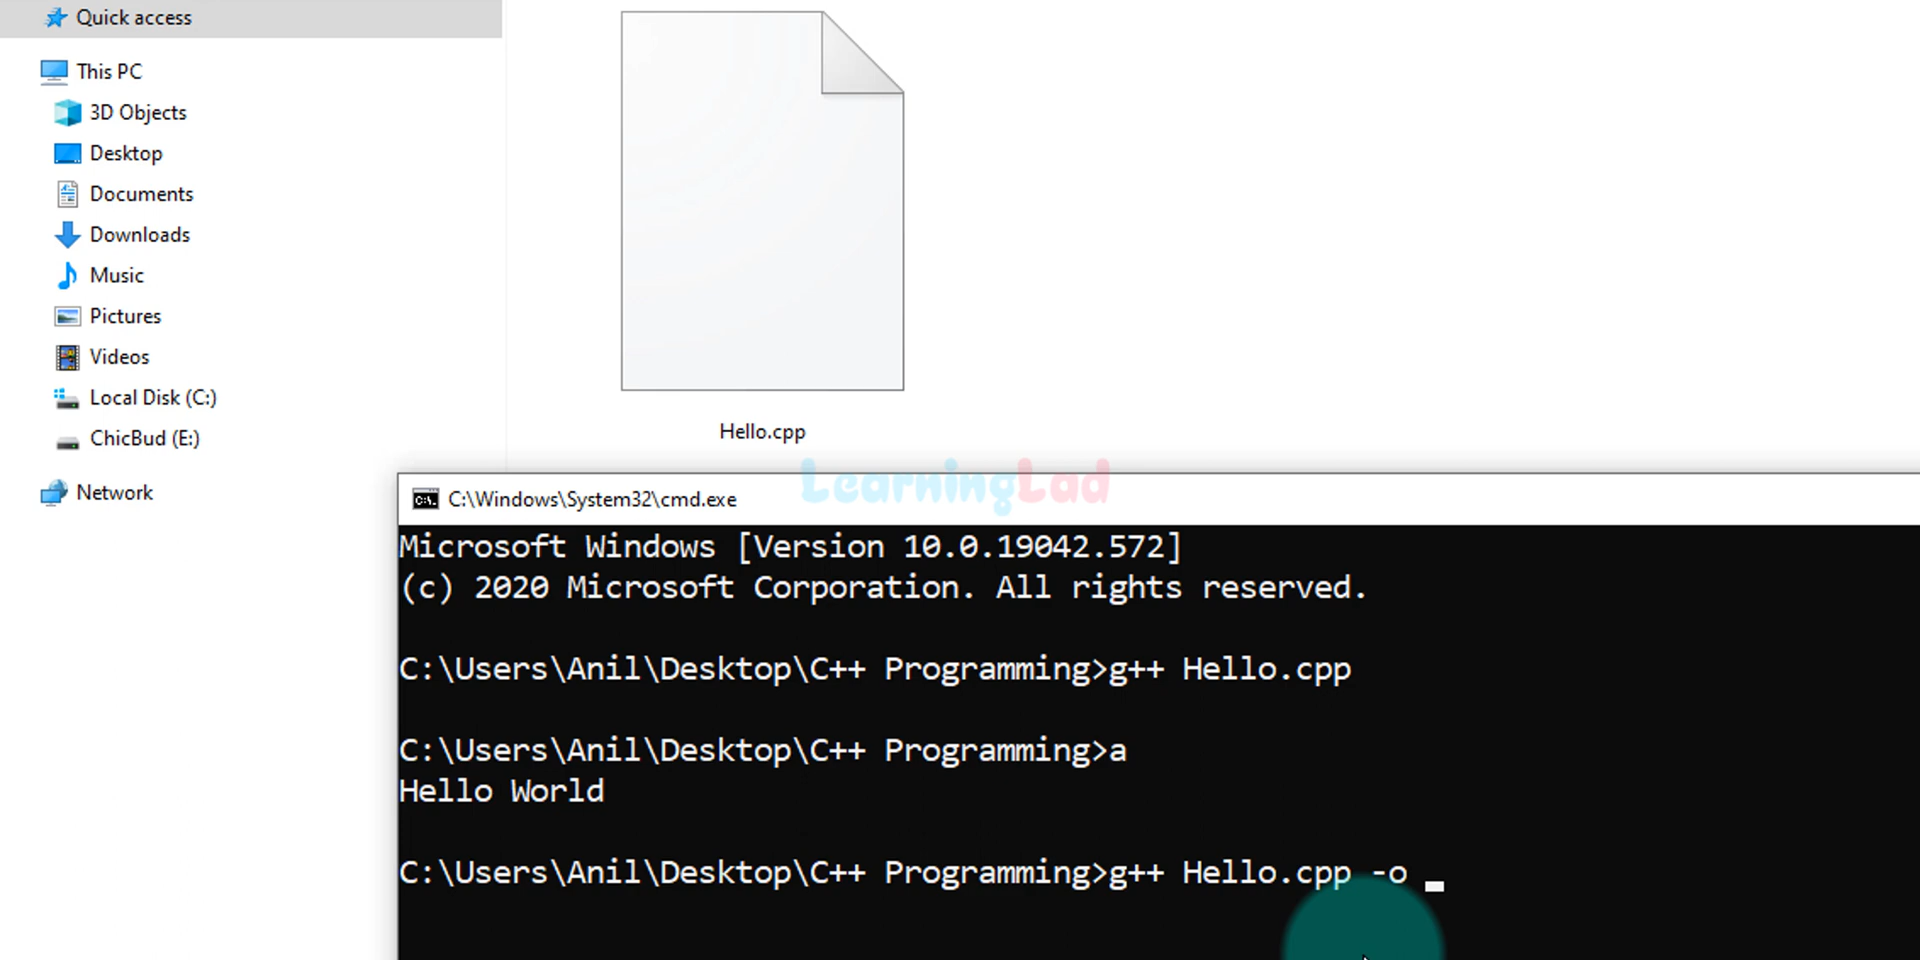 Quick access
This PC
3D Objects
Desktop
Documents
Downloads
Music
Pictures
Videos
Local Disk (C:)
ChicBud (E:)
Network
Hello.cpp
LearningLad
C:\Windows\System32\cmd.exe
Microsoft Windows [Version 10.0.19042.572]
(c) 2020 Microsoft Corporation. All rights reserved.
C:\Users\Anil\Desktop\C++ Programming>g++ Hello.cpp
C:\Users\Anil\Desktop\C++ Programming>a
Hello World
C:\Users\Anil\Desktop\C++ Programming>g++ Hello.cpp -o